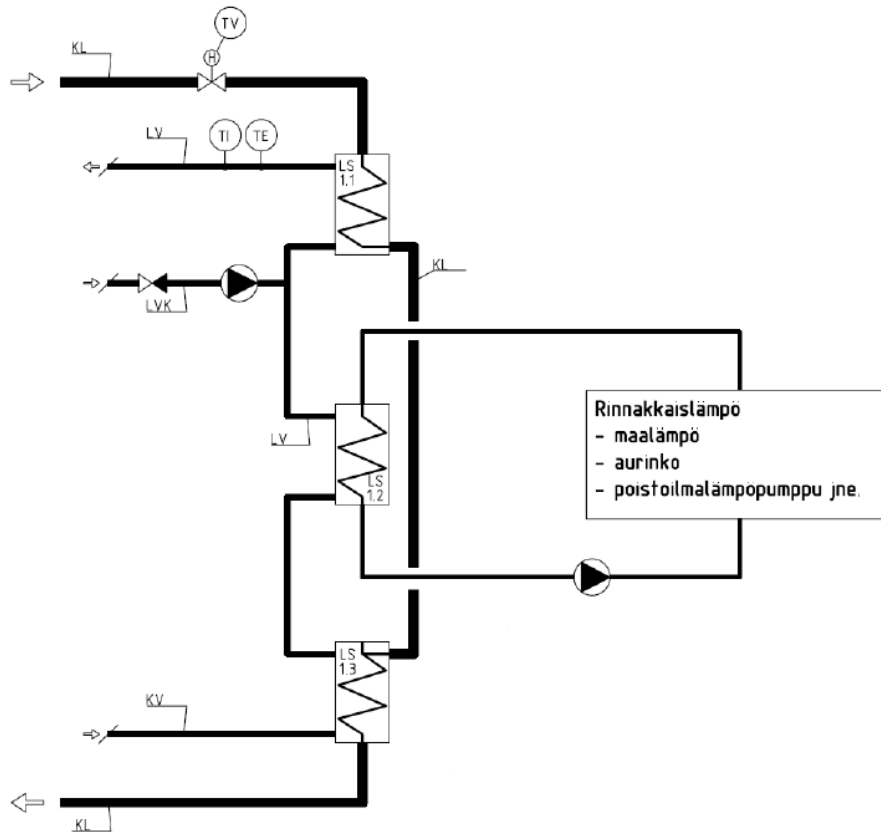 TV
H
KL
LV
TI
TE
LS
1.1
KL
LVK
LV
LS
1.2
Rinnakkaislämpö
- maalämpö
- aurinko
- poistoilmalämpöpumppu jne.
LS
1.3
KV
KL